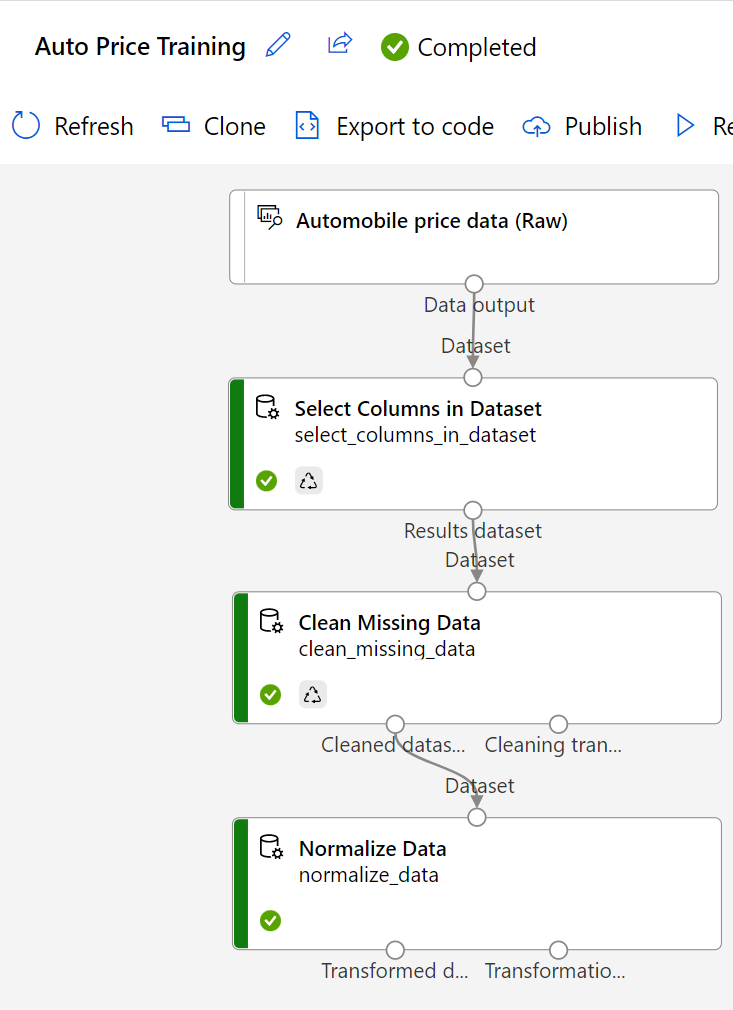 Auto Price Training Completed
Refresh Clone Export to code Publish Re
Automobile price data (Raw)
Data output
Dataset
Select Columns in Dataset
select_columns_in_dataset
Results dataset
Dataset
Clean Missing Data
clean_missing_data
Cleaned datas... Cleaning tran...
Dataset
Normalize Data
normalize_data
Transformed d... Transformatio...